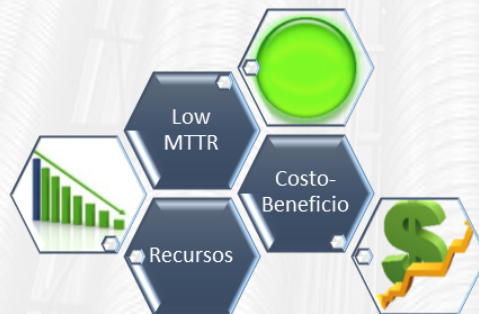 Low
MTTR
Costo-
Beneficio
Recursos